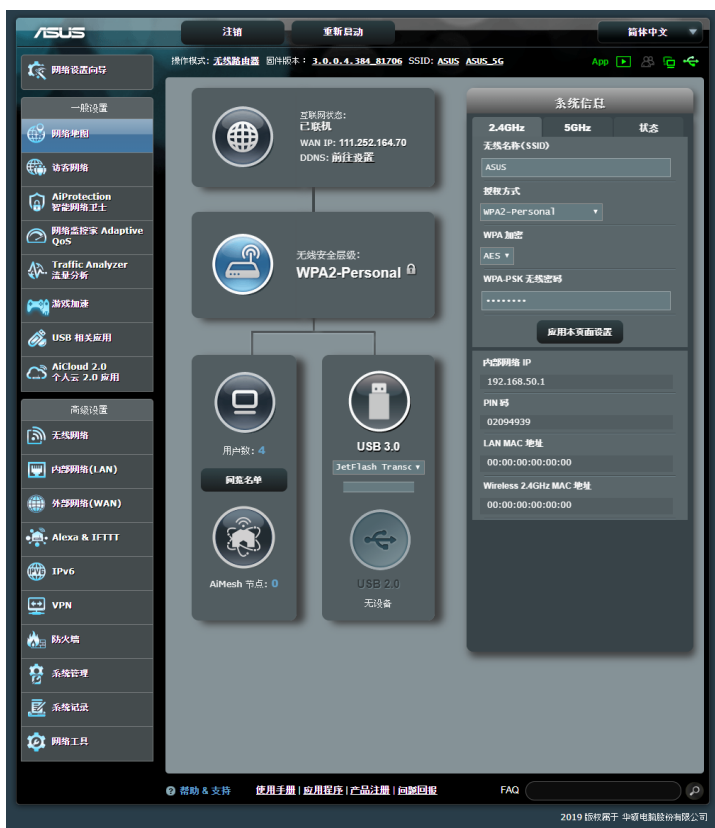 ASUS
注销
重新启动
简体中文
操作模式: 无线路由器 固件版本: 3.0.0.4.384_81706 SSID: ASUS ASUS_5G
App
网络设置向导
一般设置
网络地图
访客网络
AiProtection
智能网络卫士
网络监控家 Adaptive
QoS
Traffic Analyzer
流量分析
游戏加速
USB 相关应用
AiCloud 2.0
个人云 2.0 应用
高级设置
无线网络
内部网络(LAN)
外部网络(WAN)
Alexa & IFTTT
IPv6
VPN
防火墙
系统管理
系统记录
网络工具
互联网状态:
已联机
WAN IP: 111.252.164.70
DDNS: 前往设置
无线安全层级:
WPA2-Personal
用户数: 4
阅览名单
AiMesh 节点: 0
USB 3.0
JetFlash Transc
USB 2.0
无设备
系统信息
2.4GHz
5GHz
状态
无线名称(SSID)
ASUS
授权方式
WPA2-Personal
WPA 加密
AES
WPA-PSK 无线密码
········
应用本页面设置
内部网络 IP
192.168.50.1
PIN 码
02094939
LAN MAC 地址
00:00:00:00:00:00
Wireless 2.4GHz MAC 地址
00:00:00:00:00:00
帮助 & 支持
使用手册 | 应用程序 | 产品注册 | 问题回报
FAQ
2019 版权属于 华硕电脑股份有限公司